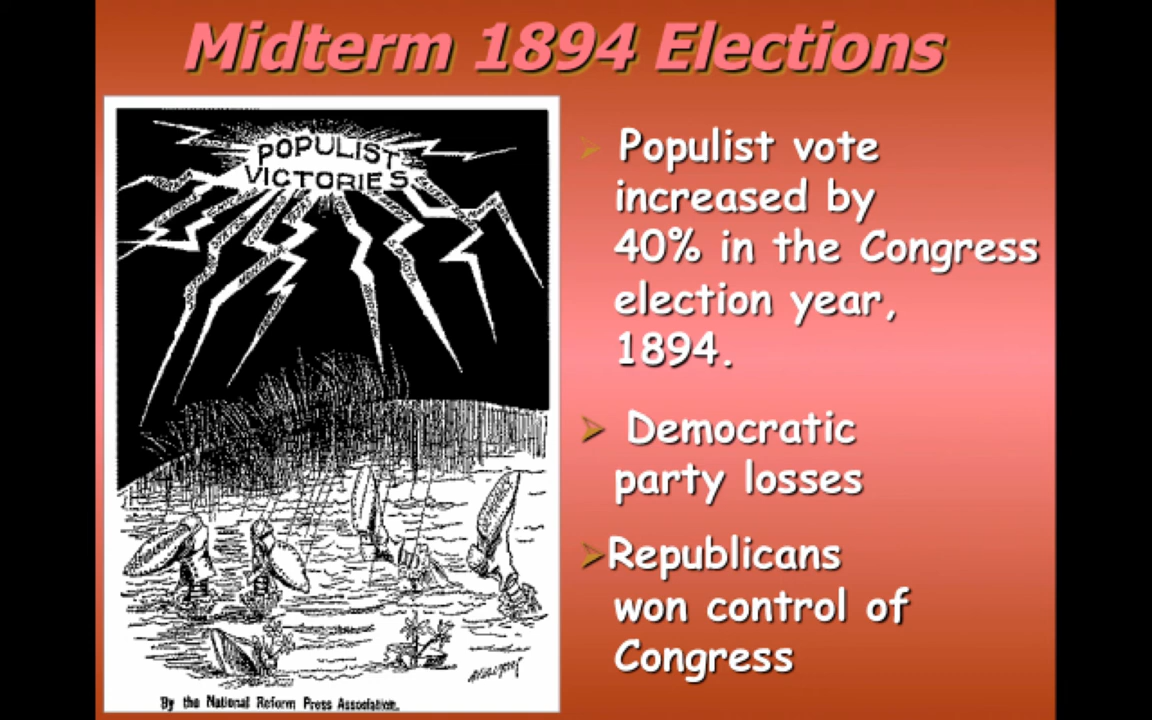 Midterm 1894 Elections
POPULIST
VICTORIES
Populist vote
increased by
40% in the Congress
election year,
1894.
Democratic
party losses
Republicans
won control of
Congress
By the National Reform Press Association.